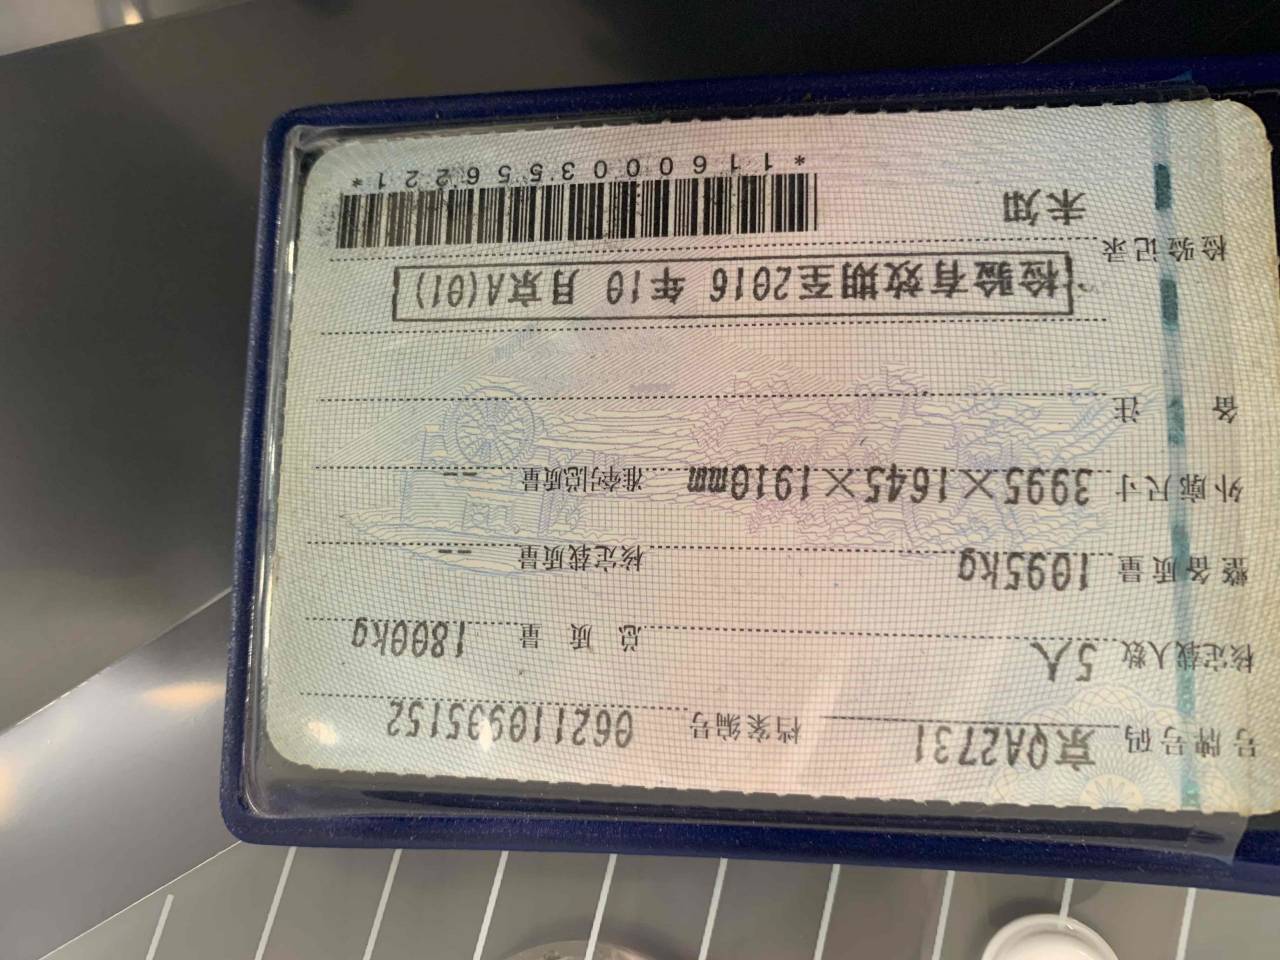 号牌号码 京QA2731 档案编号 062110935152
核定载人数 5人 总质量 1800kg
整备质量 1095kg 核定载质量 --
外廓尺寸 3995×1645×1910mm 准牵引总质量 --
备注
检验有效期至2016 年10 月京A(01)
检验记录
未知
*1160003556221*